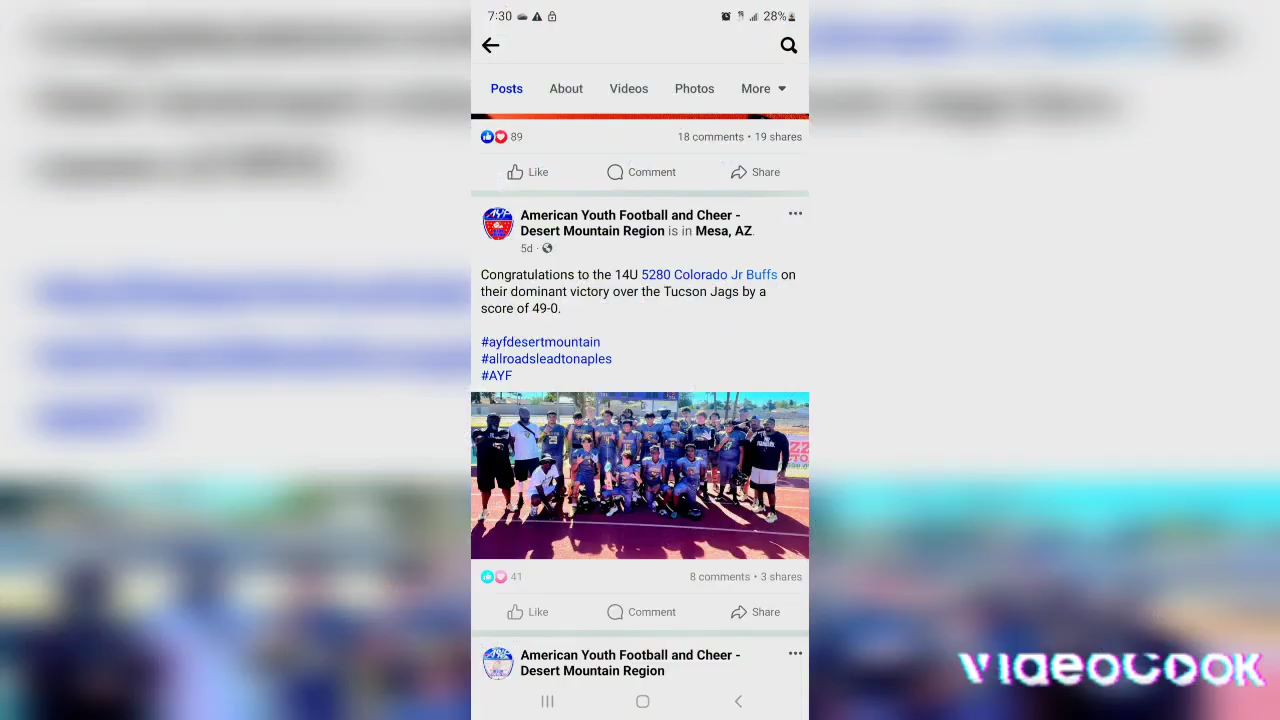 7:30
28%
Posts
About
Videos
Photos
More
89
18 comments • 19 shares
Like
Comment
Share
AYF
American Youth Football and Cheer -
Desert Mountain Region is in Mesa, AZ.
5d ·
Congratulations to the 14U 5280 Colorado Jr Buffs on
their dominant victory over the Tucson Jags by a
score of 49-0.
#ayfdesertmountain
#allroadsleadtonaples
#AYF
41
8 comments • 3 shares
Like
Comment
Share
American Youth Football and Cheer -
Desert Mountain Region
VIDEOCOOK